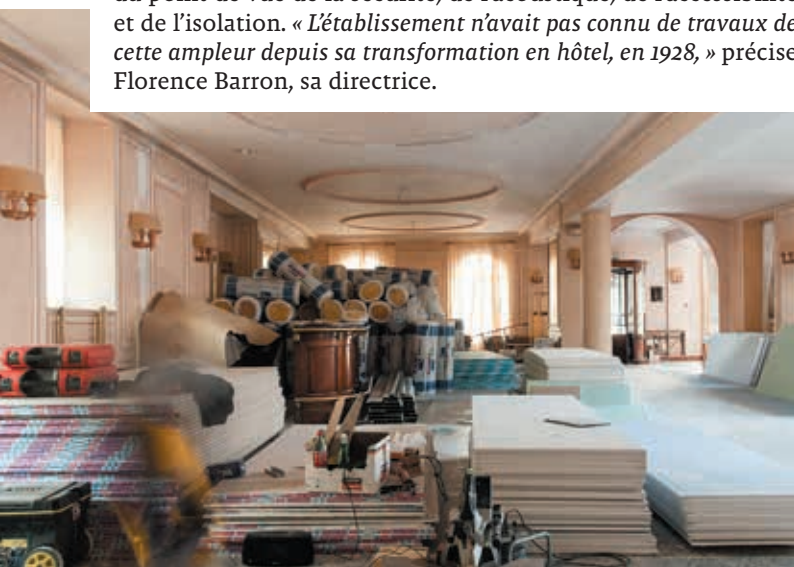 et de l’isolation. « L’établissement n’avait pas connu de travaux de
cette ampleur depuis sa transformation en hôtel, en 1928, » précise
Florence Barron, sa directrice.